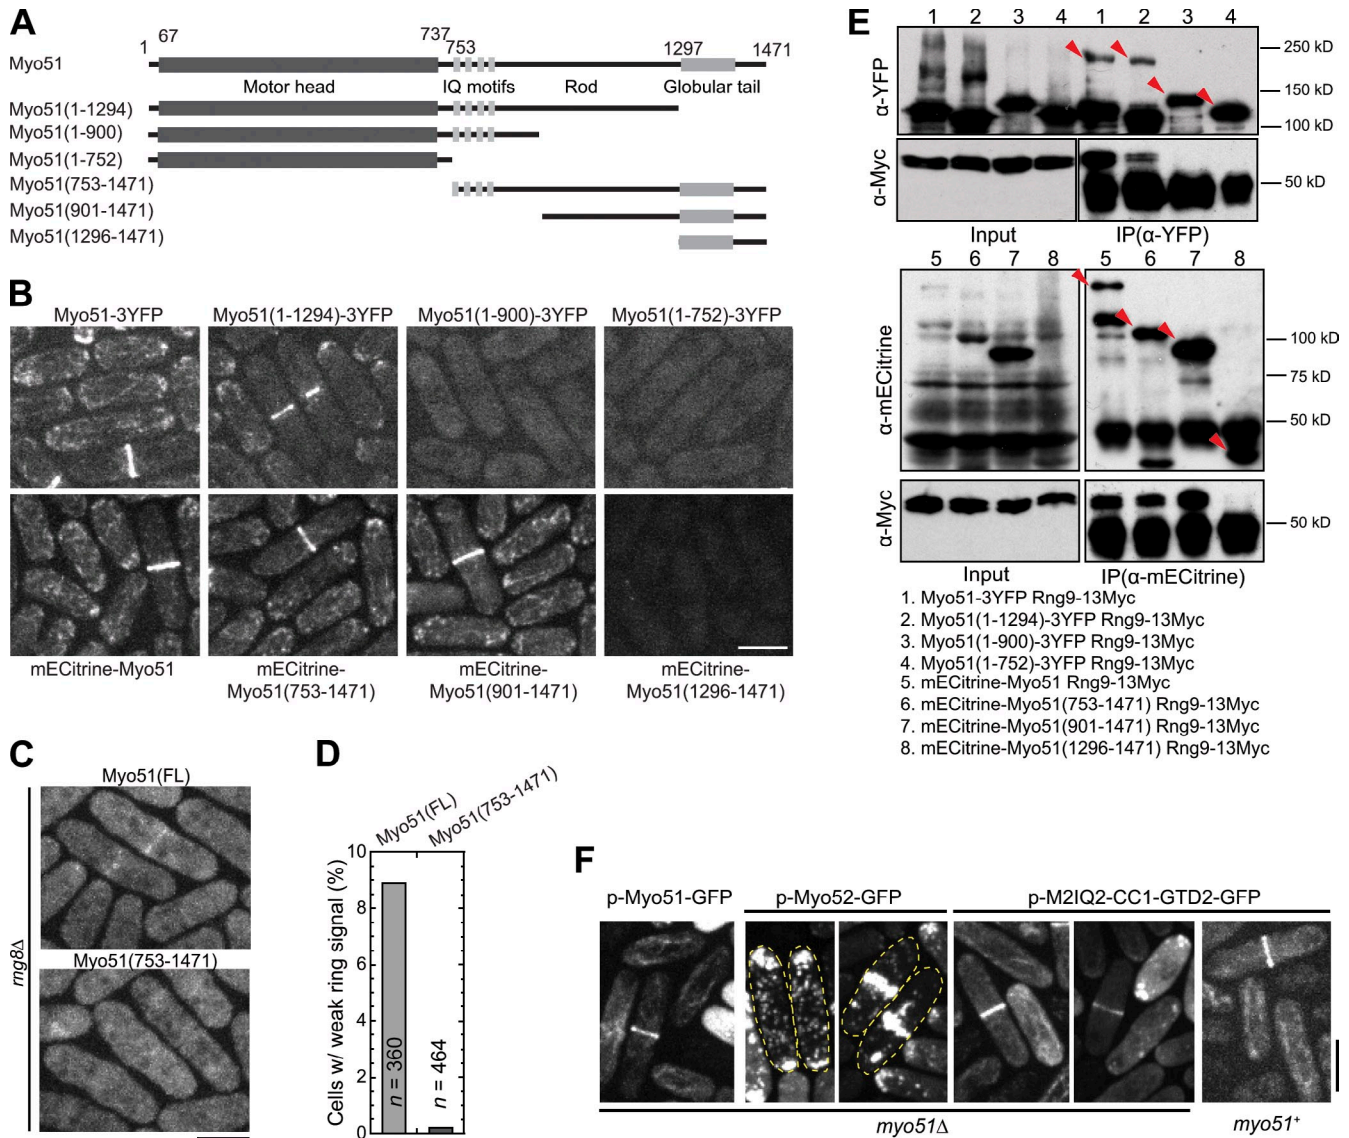 A
1 67 737 753 1297 1471
Myo51
Motor head IQ motifs Rod Globular tail
Myo51(1-1294)
Myo51(1-900)
Myo51(1-752)
Myo51(753-1471)
Myo51(901-1471)
Myo51(1296-1471)
B
Myo51-3YFP Myo51(1-1294)-3YFP Myo51(1-900)-3YFP Myo51(1-752)-3YFP
mECitrine-Myo51 mECitrine-Myo51(753-1471) mECitrine-Myo51(901-1471) mECitrine-Myo51(1296-1471)
C
Myo51(FL)
rng8Δ
Myo51(753-1471)
D
Myo51(FL)
Myo51(753-1471)
Cells w/ weak ring signal (%)
10
8
6
4
2
0
n = 360
n = 464
E
1 2 3 4 1 2 3 4
α-YFP
250 kD
150 kD
100 kD
α-Myc
50 kD
Input IP(α-YFP)
5 6 7 8 5 6 7 8
α-mECitrine
100 kD
75 kD
50 kD
α-Myc
50 kD
Input IP(α-mECitrine)
1. Myo51-3YFP Rng9-13Myc
2. Myo51(1-1294)-3YFP Rng9-13Myc
3. Myo51(1-900)-3YFP Rng9-13Myc
4. Myo51(1-752)-3YFP Rng9-13Myc
5. mECitrine-Myo51 Rng9-13Myc
6. mECitrine-Myo51(753-1471) Rng9-13Myc
7. mECitrine-Myo51(901-1471) Rng9-13Myc
8. mECitrine-Myo51(1296-1471) Rng9-13Myc
F
p-Myo51-GFP p-Myo52-GFP p-M2IQ2-CC1-GTD2-GFP
myo51Δ myo51⁺